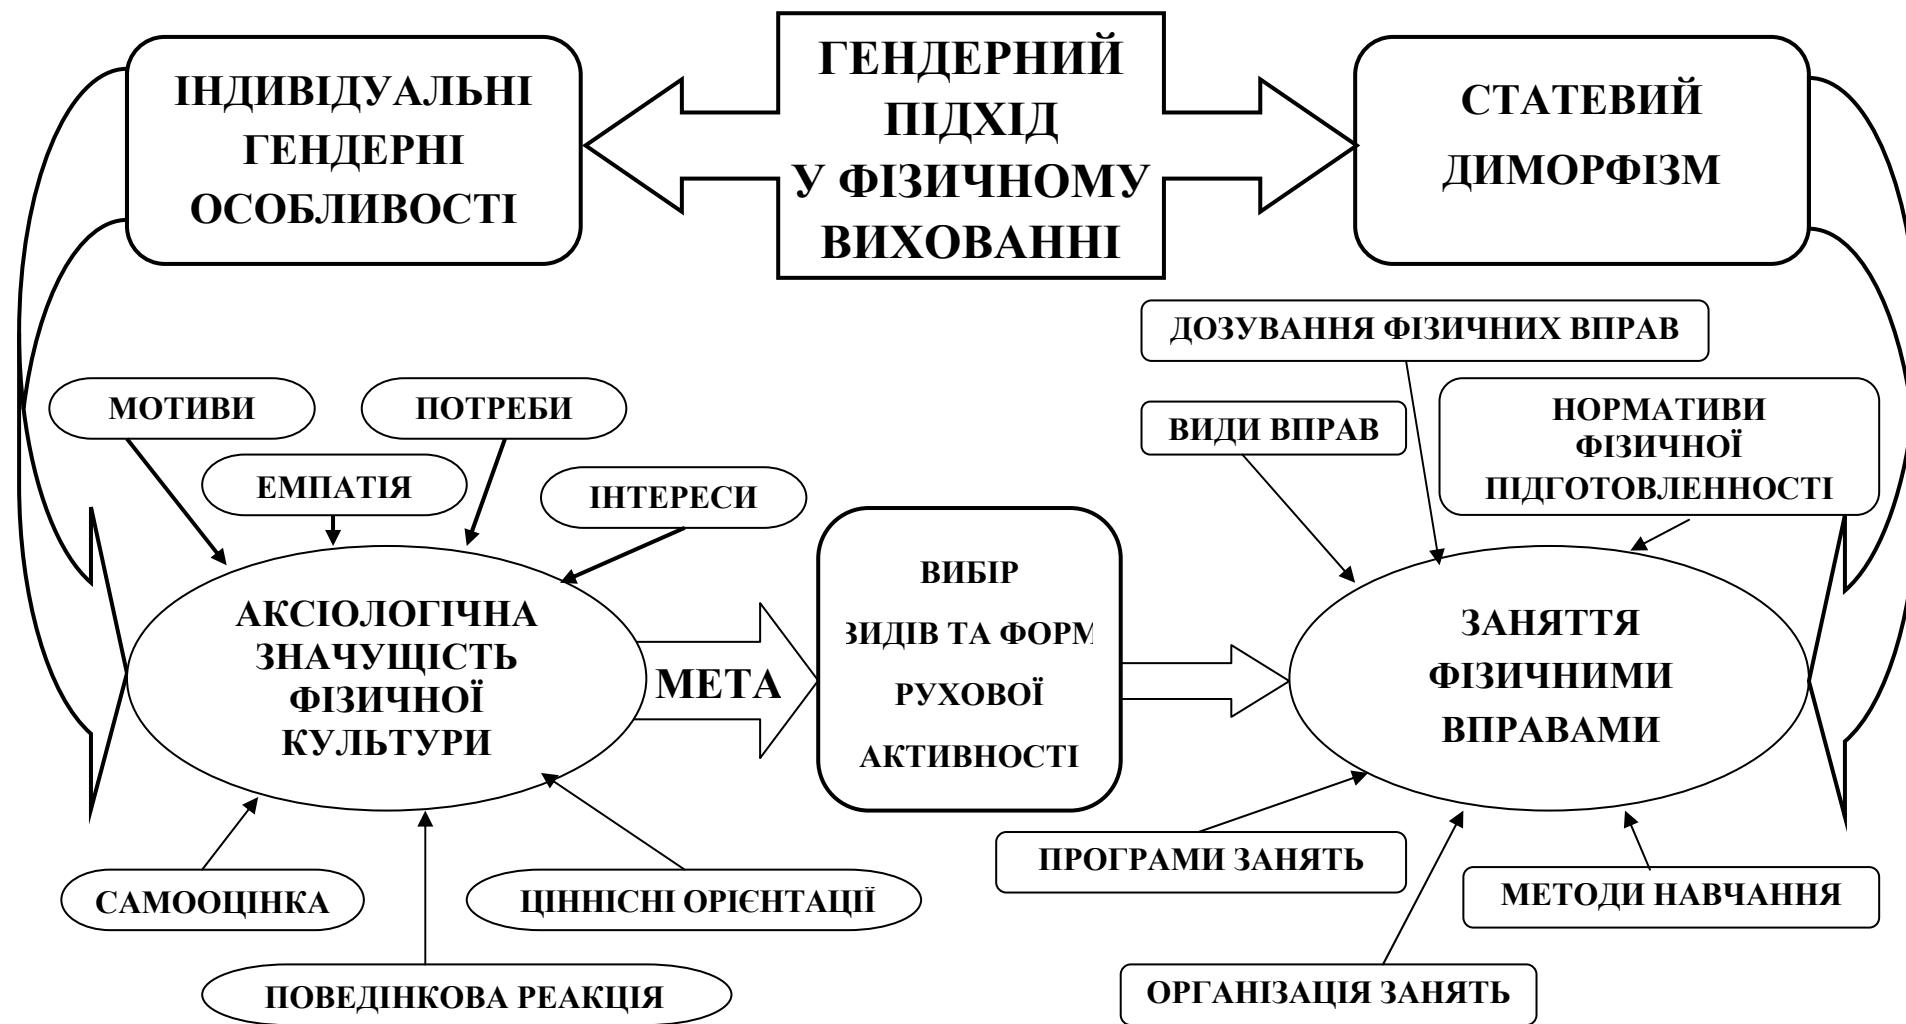 ІНДИВІДУАЛЬНІ
ГЕНДЕРНІ
ОСОБЛИВОСТІ
ГЕНДЕРНИЙ
ПІДХІД
У ФІЗИЧНОМУ
ВИХОВАННІ
СТАТЕВИЙ
ДИМОРФІЗМ
ДОЗУВАННЯ ФІЗИЧНИХ ВПРАВ
МОТИВИ
ПОТРЕБИ
ЕМПАТІЯ
ІНТЕРЕСИ
ВИДИ ВПРАВ
НОРМАТИВИ
ФІЗИЧНОЇ
ПІДГОТОВЛЕННОСТІ
АКСІОЛОГІЧНА
ЗНАЧУЩІСТЬ
ФІЗИЧНОЇ
КУЛЬТУРИ
МЕТА
ВИБІР
ВИДІВ ТА ФОРМ
РУХОВОЇ
АКТИВНОСТІ
ЗАНЯТТЯ
ФІЗИЧНИМИ
ВПРАВАМИ
САМООЦІНКА
ЦІННІСНІ ОРІЄНТАЦІЇ
ПОВЕДІНКОВА РЕАКЦІЯ
ПРОГРАМИ ЗАНЯТЬ
МЕТОДИ НАВЧАННЯ
ОРГАНІЗАЦІЯ ЗАНЯТЬ